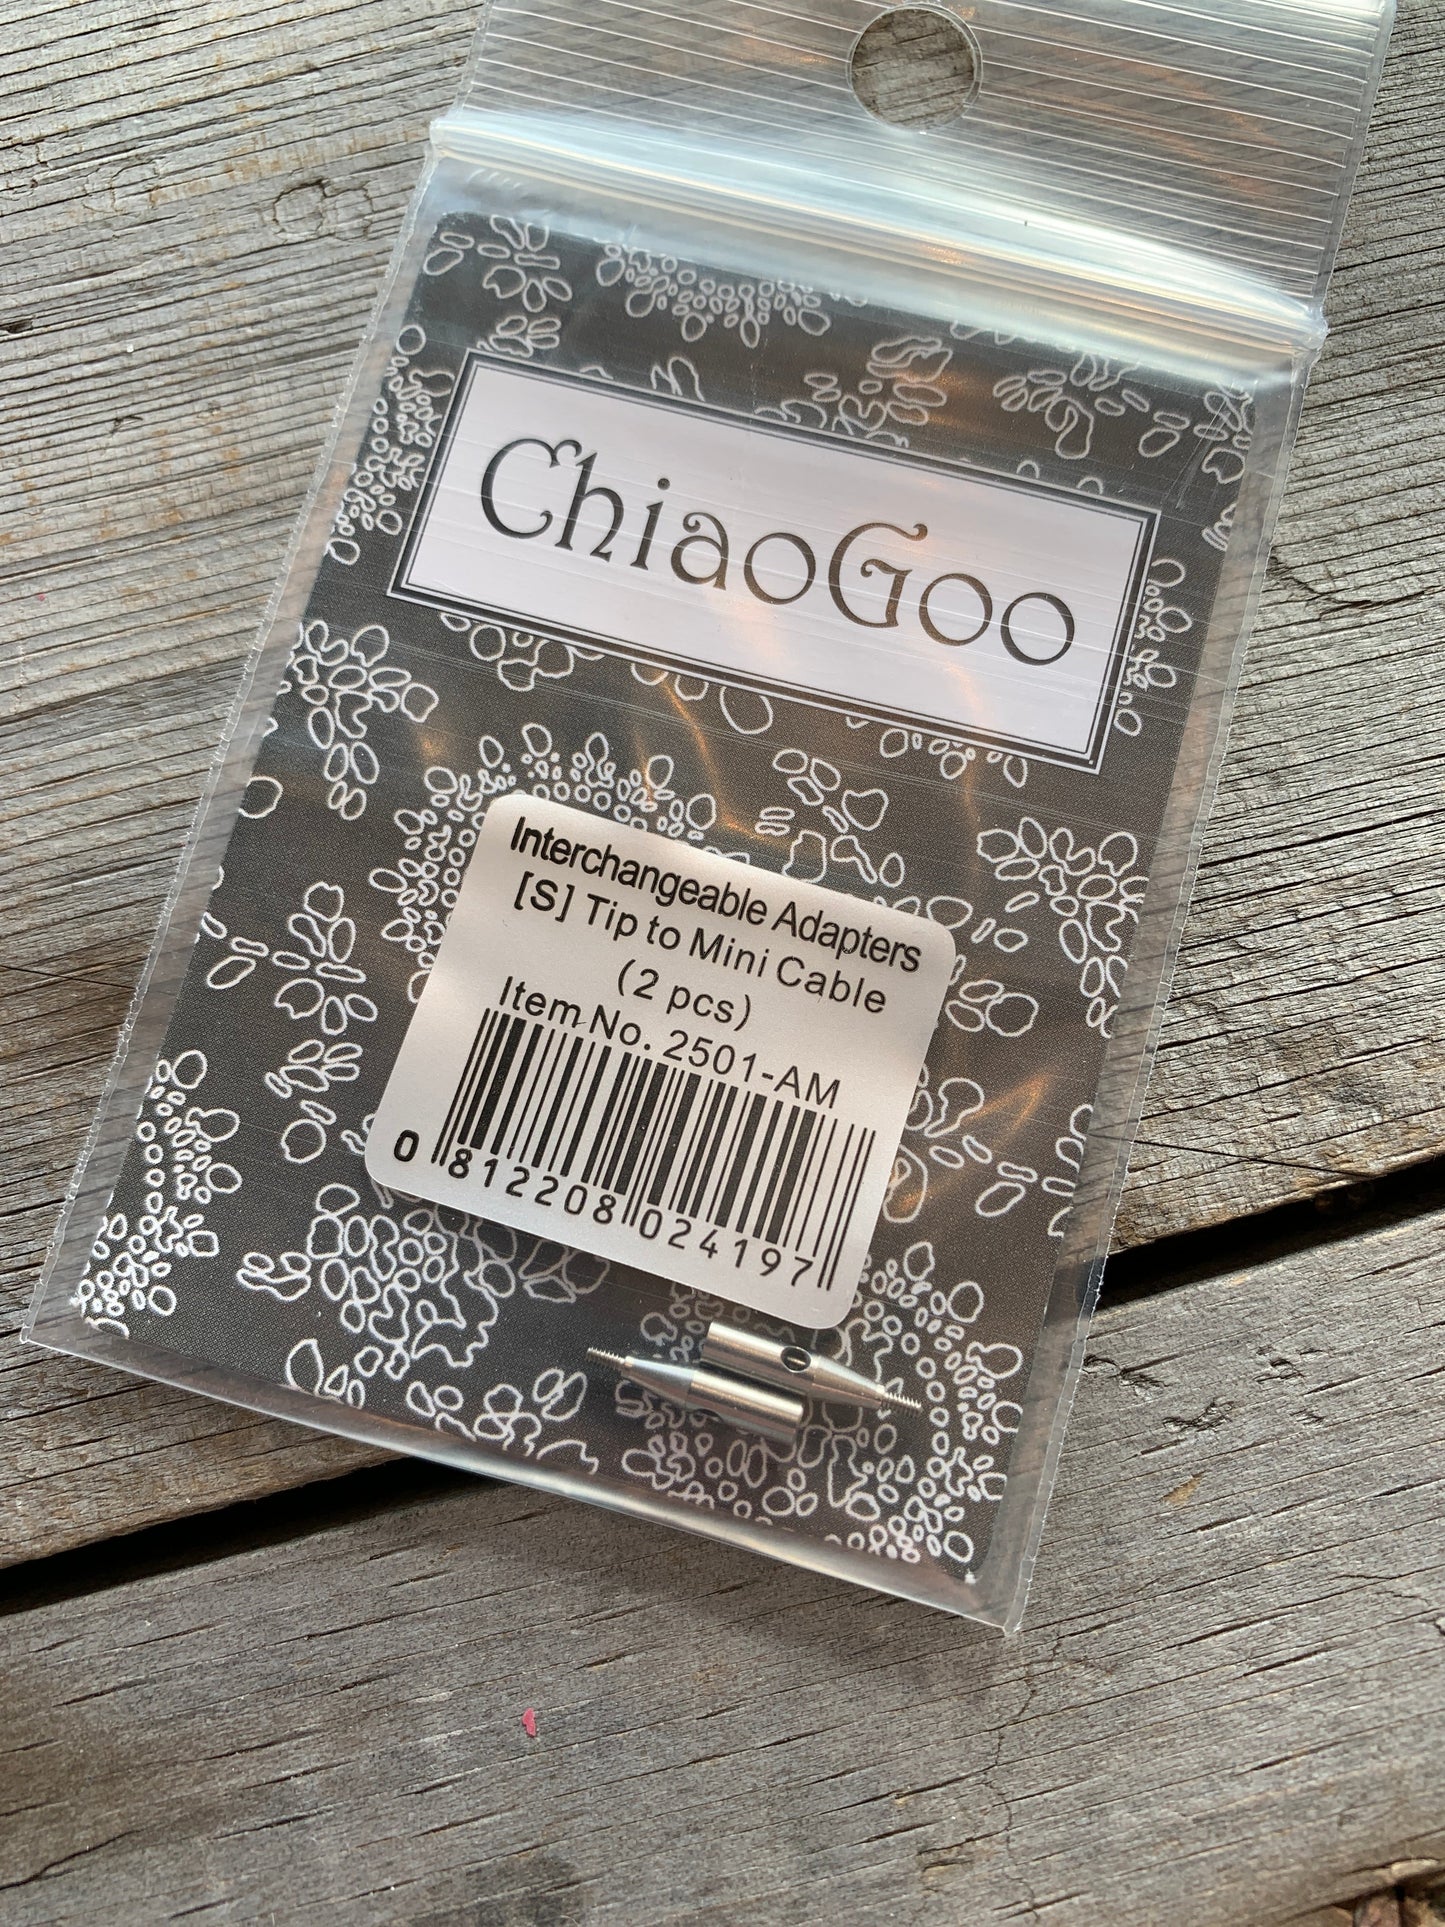 ChiaoGoo
Interchangeable Adapters
[S] Tip to Mini Cable
(2 pcs)
Item No. 2501-AM
0 812208 024197